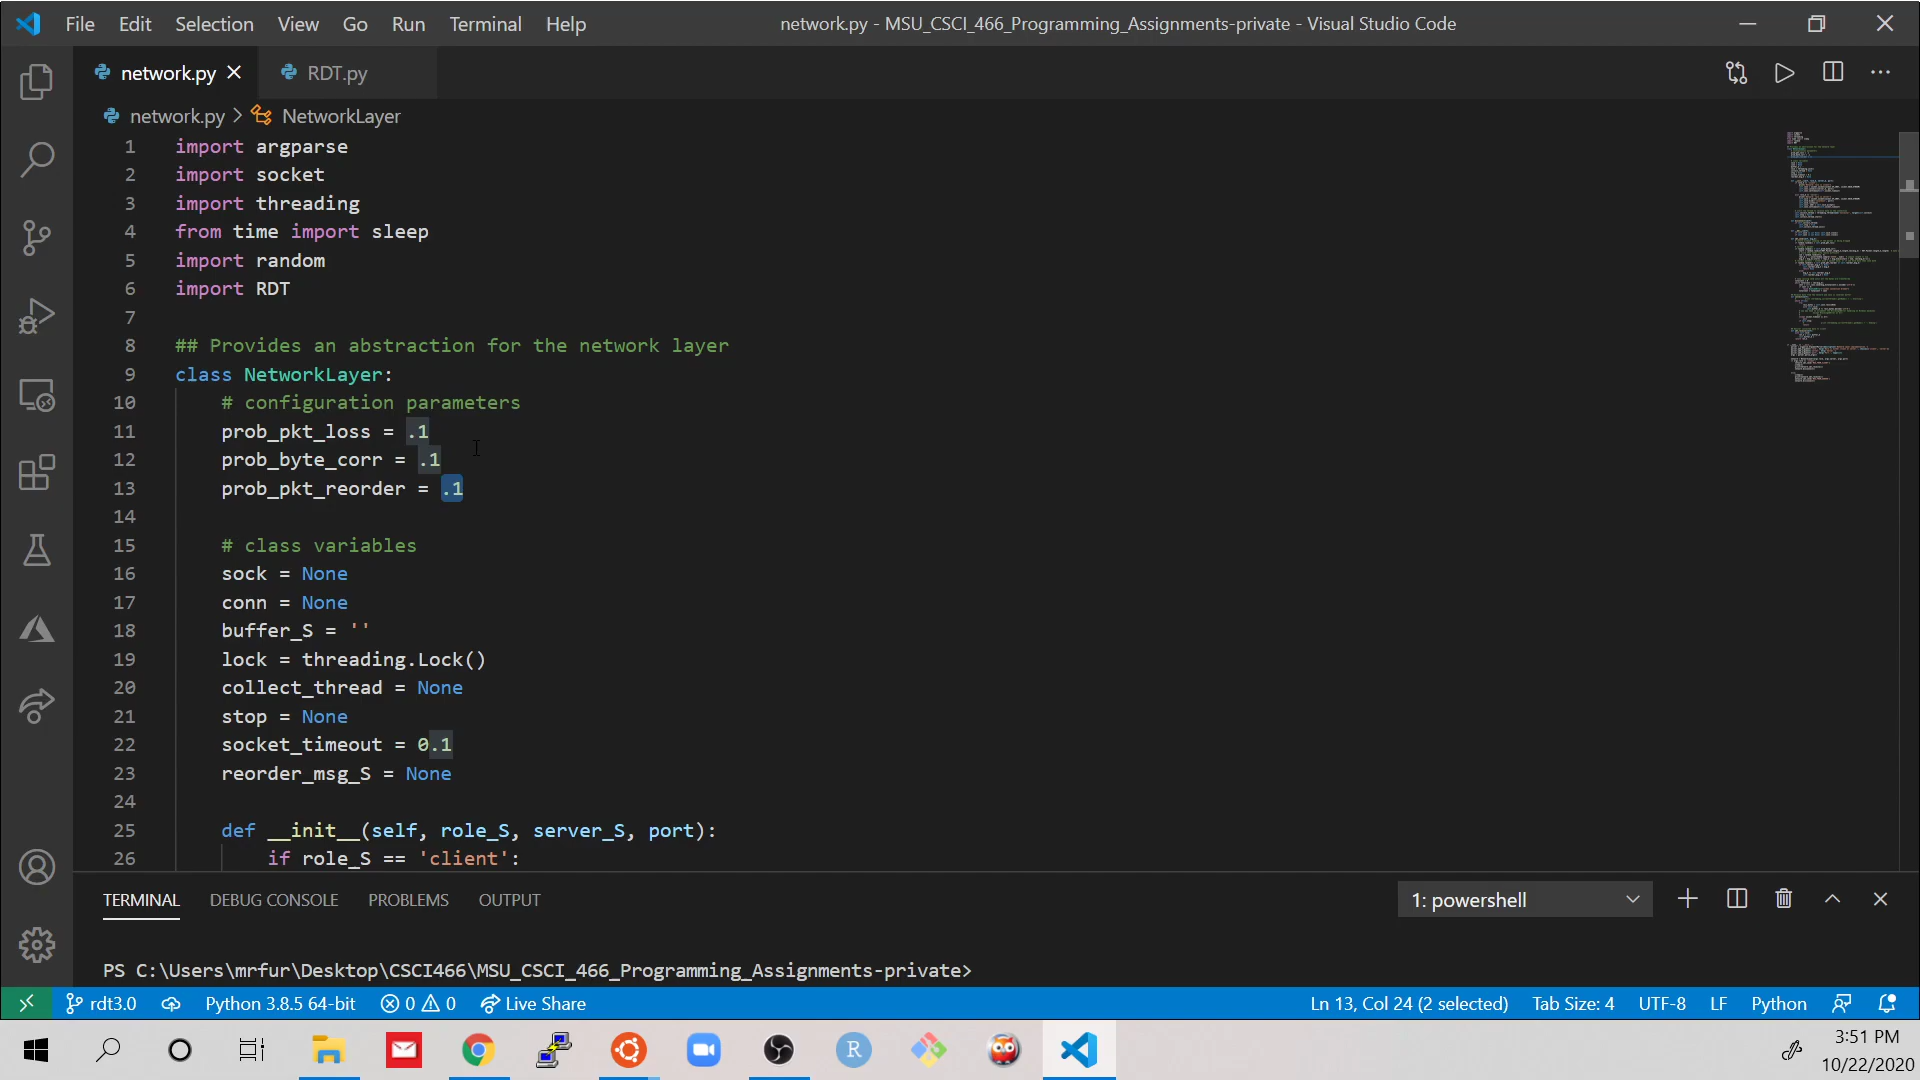 File Edit Selection View Go Run Terminal Help
network.py - MSU_CSCI_466_Programming_Assignments-private - Visual Studio Code
network.py RDT.py
network.py > NetworkLayer
1 import argparse
2 import socket
3 import threading
4 from time import sleep
5 import random
6 import RDT
7
8 ## Provides an abstraction for the network layer
9 class NetworkLayer:
10 # configuration parameters
11 prob_pkt_loss = .1
12 prob_byte_corr = .1
13 prob_pkt_reorder = .1
14
15 # class variables
16 sock = None
17 conn = None
18 buffer_S = ''
19 lock = threading.Lock()
20 collect_thread = None
21 stop = None
22 socket_timeout = 0.1
23 reorder_msg_S = None
24
25 def __init__(self, role_S, server_S, port):
26 if role_S == 'client':
TERMINAL DEBUG CONSOLE PROBLEMS OUTPUT
1: powershell
PS C:\Users\mrfur\Desktop\CSCI466\MSU_CSCI_466_Programming_Assignments-private>
rdt3.0 Python 3.8.5 64-bit 0 0 Live Share
Ln 13, Col 24 (2 selected) Tab Size: 4 UTF-8 LF Python
R
3:51 PM
10/22/2020